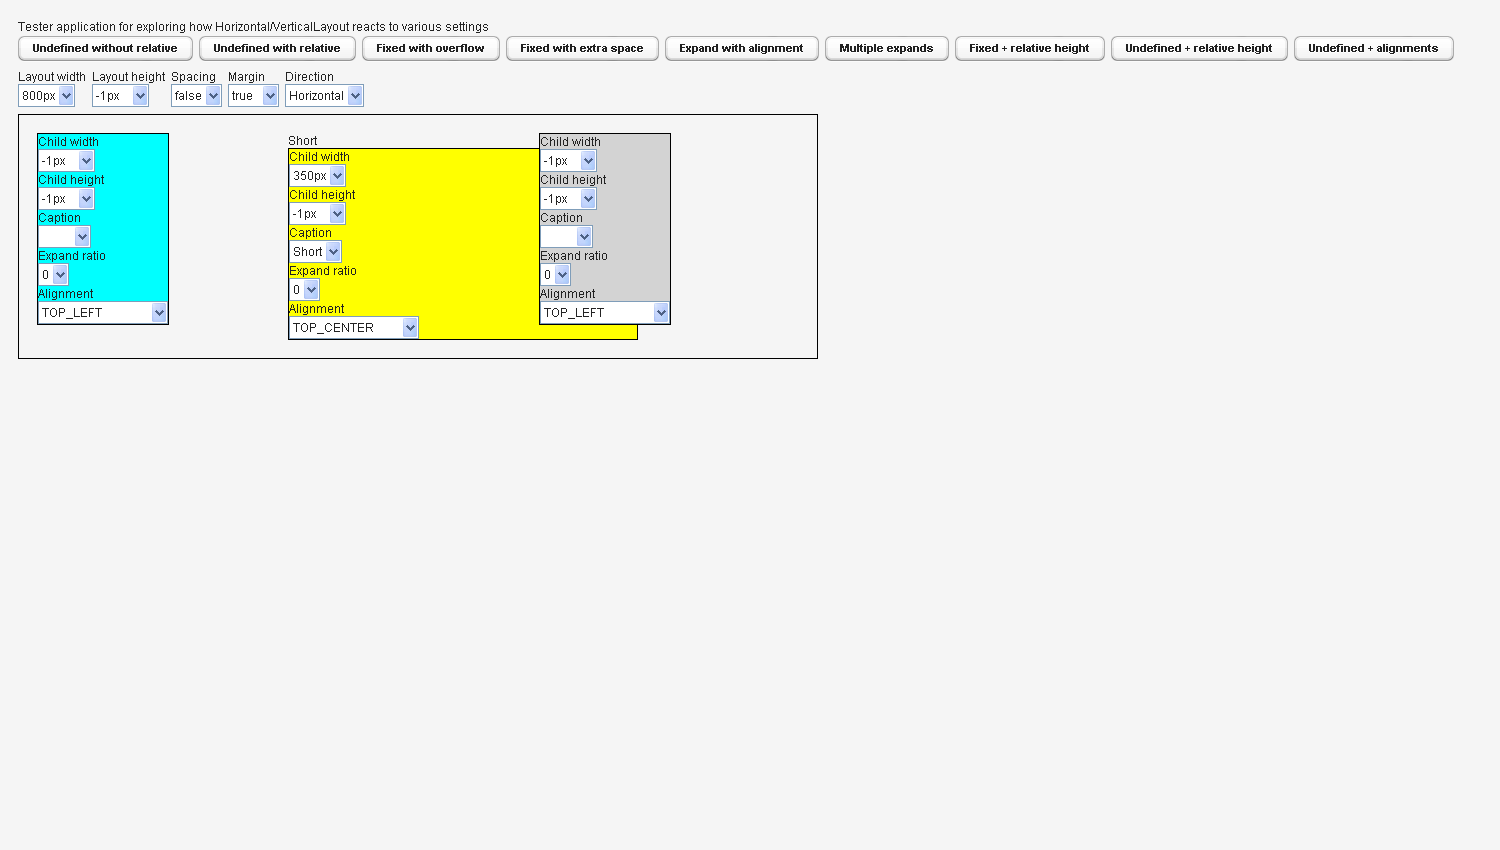 Tester application for exploring how Horizontal/VerticalLayout reacts to various settings
Undefined without relative Undefined with relative Fixed with overflow Fixed with extra space Expand with alignment Multiple expands Fixed + relative height Undefined + relative height Undefined + alignments
Layout width Layout height Spacing Margin Direction
800px -1px false true Horizontal
Child width
-1px
Child height
-1px
Caption
Expand ratio
0
Alignment
TOP_LEFT
Short
Child width
350px
Child height
-1px
Caption
Short
Expand ratio
0
Alignment
TOP_CENTER
Child width
-1px
Child height
-1px
Caption
Expand ratio
0
Alignment
TOP_LEFT